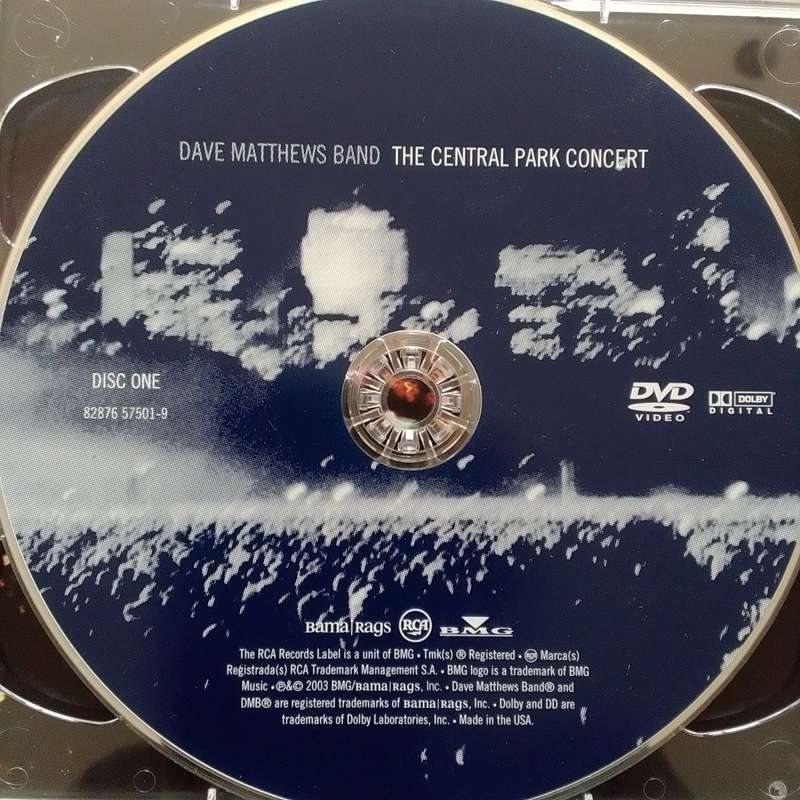 DAVE MATTHEWS BAND THE CENTRAL PARK CONCERT
DISC ONE
82876 57501-9
DVD
VIDEO
DOLBY
DIGITAL
Bama|Rags RCA BMG
The RCA Records Label is a unit of BMG • Tmk(s) ® Registered • RCA Marca(s)
Registrada(s) RCA Trademark Management S.A. • BMG logo is a trademark of BMG
Music • ℗&© 2003 BMG/Bama|Rags, Inc. • Dave Matthews Band® and
DMB® are registered trademarks of Bama|Rags, Inc. • Dolby and DD are
trademarks of Dolby Laboratories, Inc. • Made in the USA.